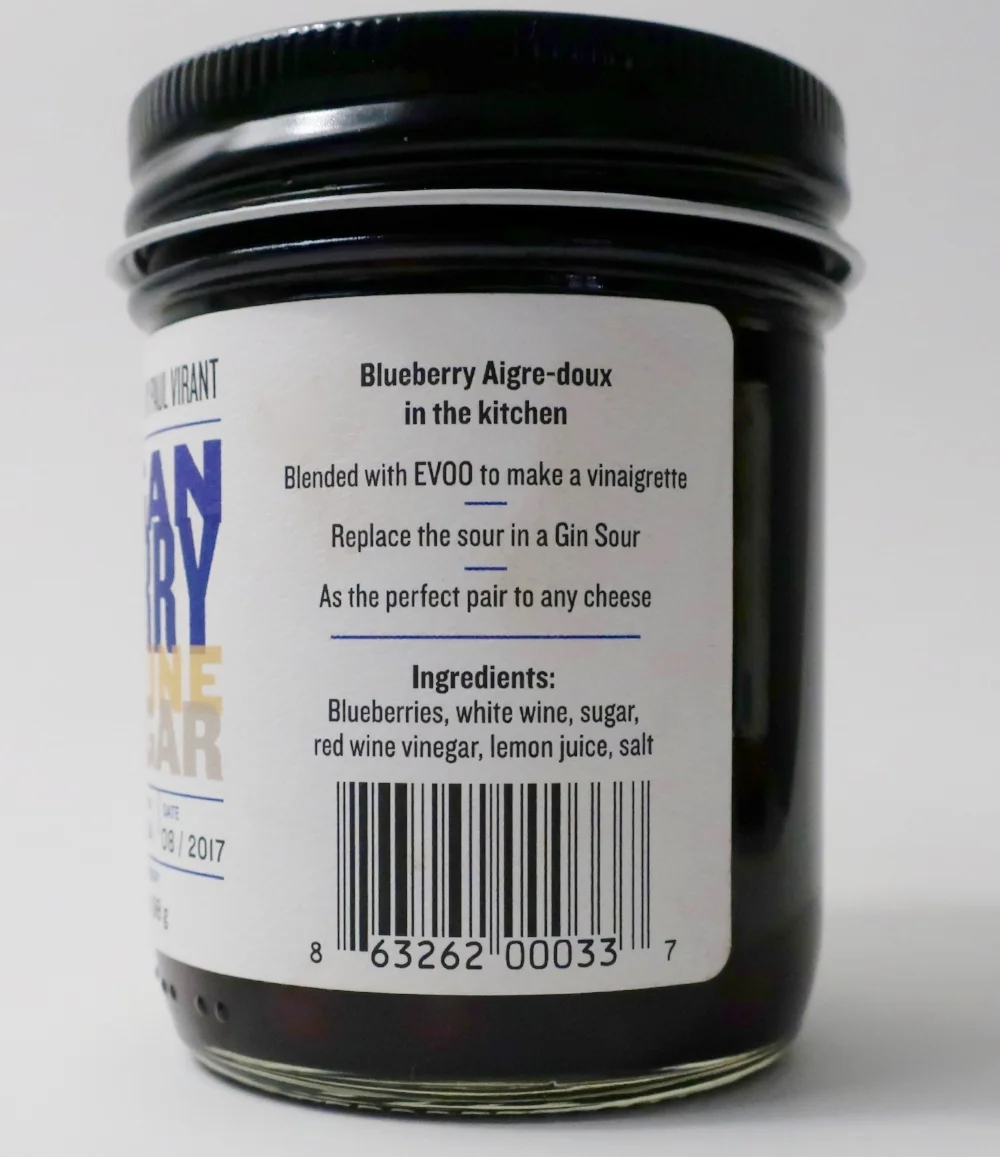 PAUL VIRANT
08 / 2017
DATE
Blueberry Aigre-doux
in the kitchen
Blended with EVOO to make a vinaigrette
Replace the sour in a Gin Sour
As the perfect pair to any cheese
Ingredients:
Blueberries, white wine, sugar,
red wine vinegar, lemon juice, salt
8 63262 00033 7